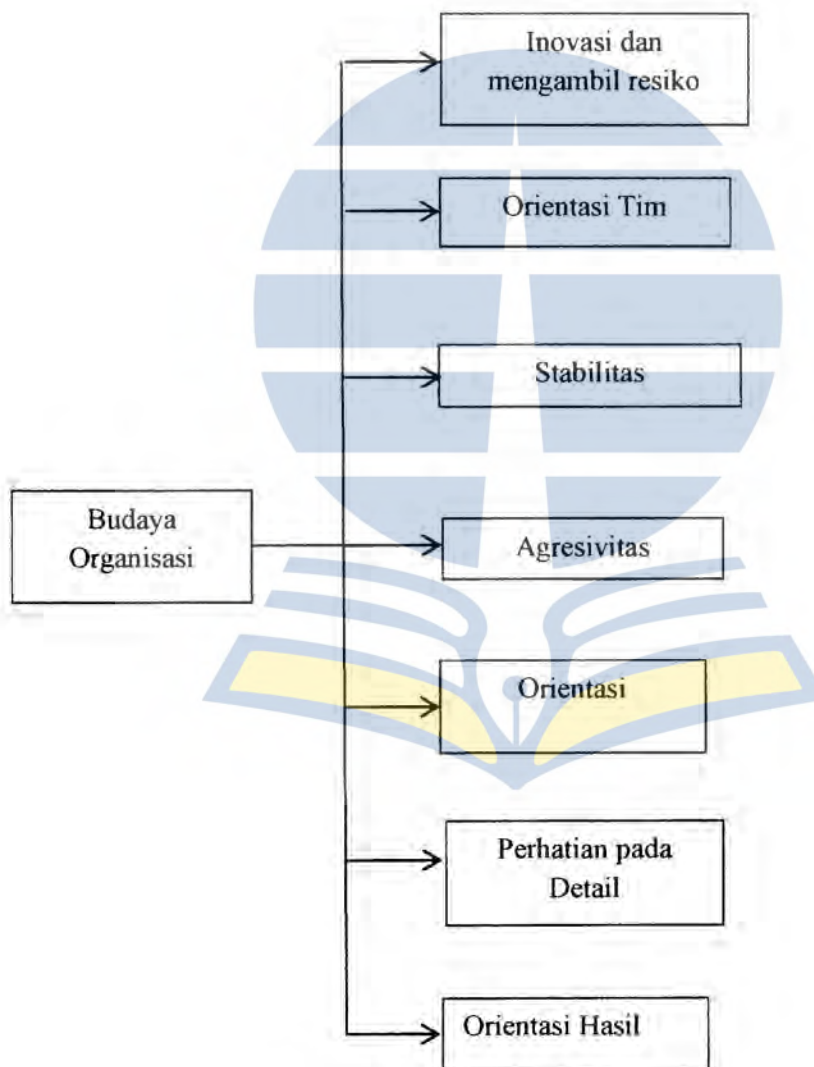 Inovasi dan
mengambil resiko
Orientasi Tim
Stabilitas
Budaya
Organisasi
Agresivitas
Orientasi
Perhatian pada
Detail
Orientasi Hasil